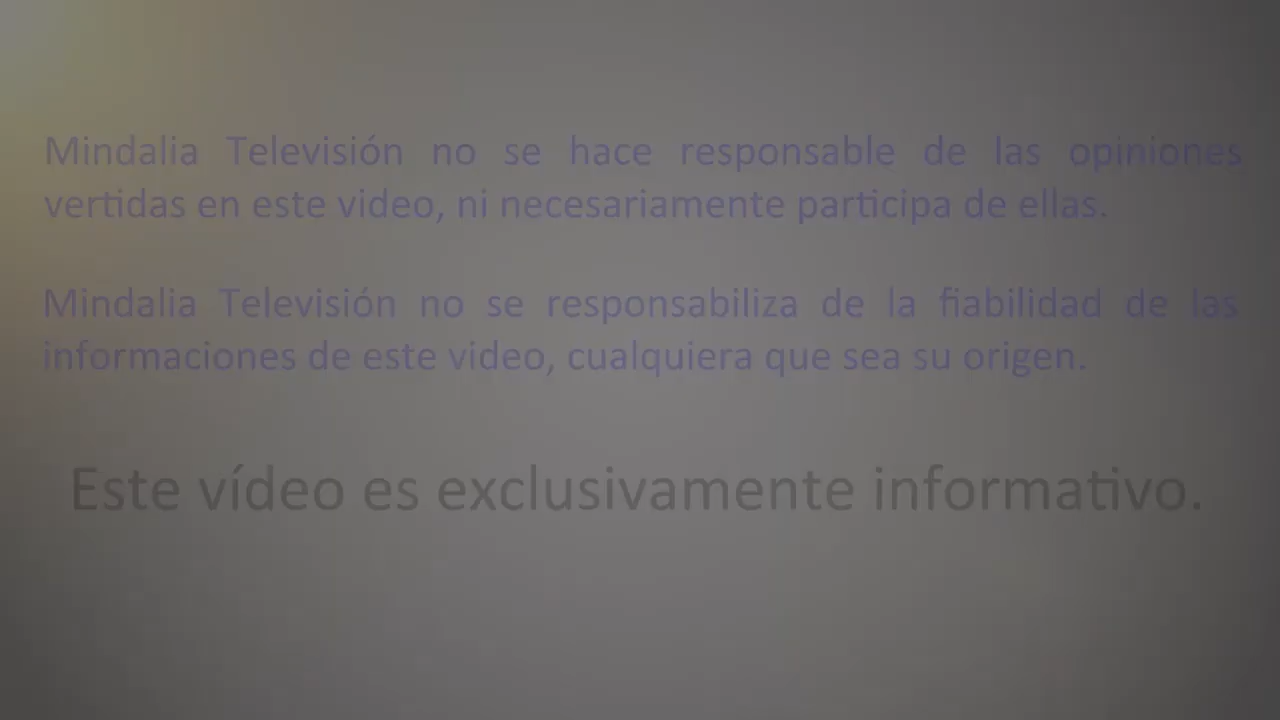 Mindalia Televisión no se hace responsable de las opiniones
vertidas en este video, ni necesariamente participa de ellas.
Mindalia Televisión no se responsabiliza de la fiabilidad de las
informaciones de este video, cualquiera que sea su origen.
Este vídeo es exclusivamente informativo.